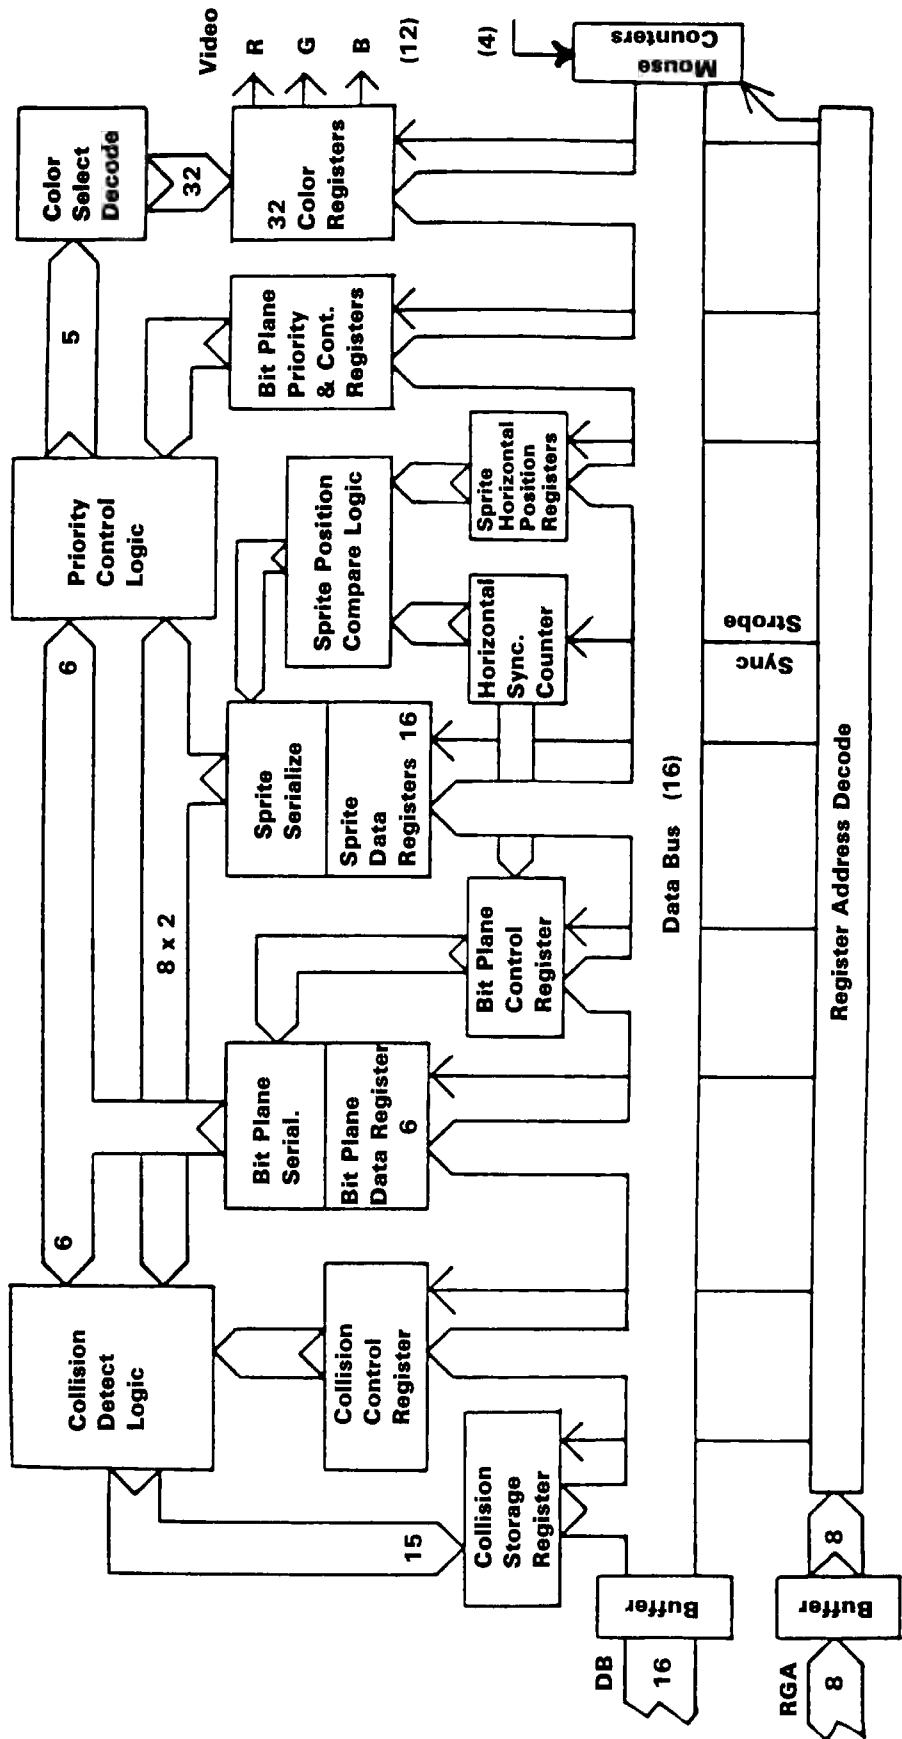 Video
R
G
B
(12)
(4)
Mouse
Counters
Color
Select
Decode
32
32
Color
Registers
5
Bit Plane
Priority
& Cont.
Registers
Priority
Control
Logic
Sprite Position
Compare Logic
Sprite
Horizontal
Position
Registers
Horizontal
Sync.
Counter
Sync
Strobe
6
8 x 2
Sprite
Serialize
Sprite
Data
Registers 16
Bit Plane
Control
Register
Data Bus (16)
Register Address Decode
Bit Plane
Serial.
Bit Plane
Data Register
6
6
Collision
Detect
Logic
Collision
Control
Register
15
Collision
Storage
Register
DB
16
Buffer
RGA
8
Buffer
8